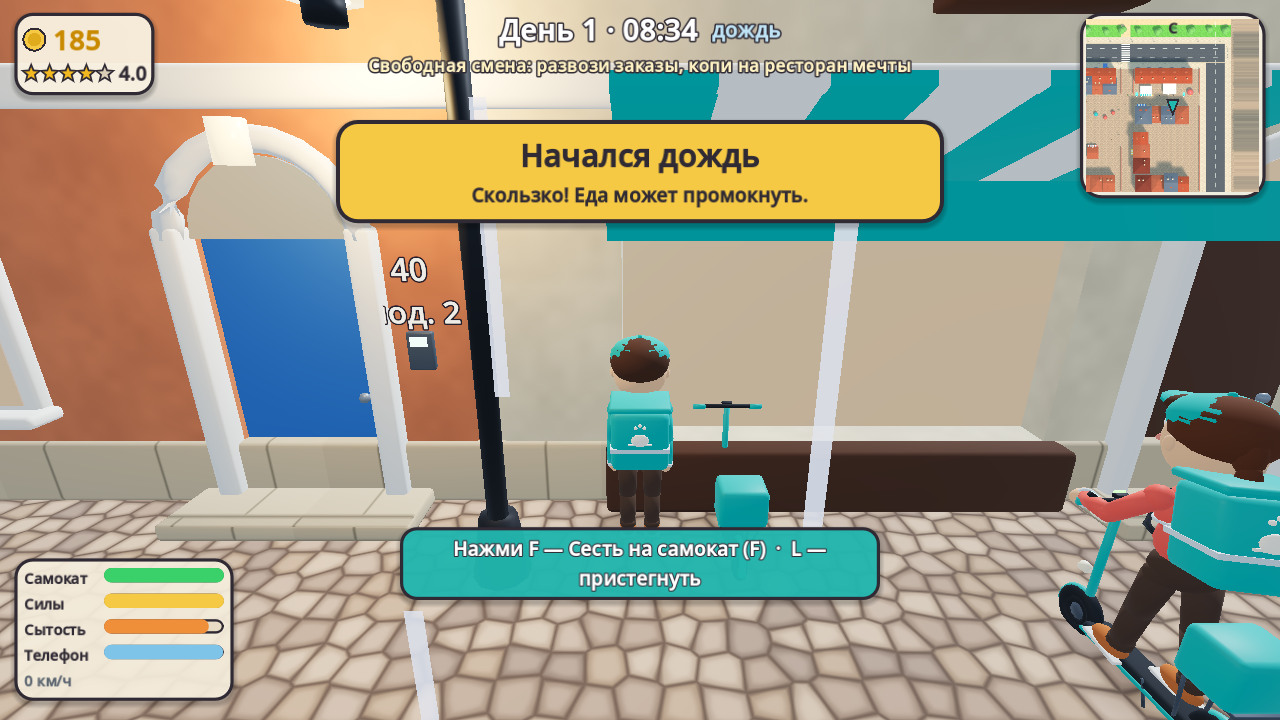 185
4.0
День 1 · 08:34 дождь
Свободная смена: развози заказы, копи на ресторан мечты
С
Начался дождь
Скользко! Еда может промокнуть.
40
под. 2
Нажми F — Сесть на самокат (F) · L —
пристегнуть
Самокат
Силы
Сытость
Телефон
0 км/ч